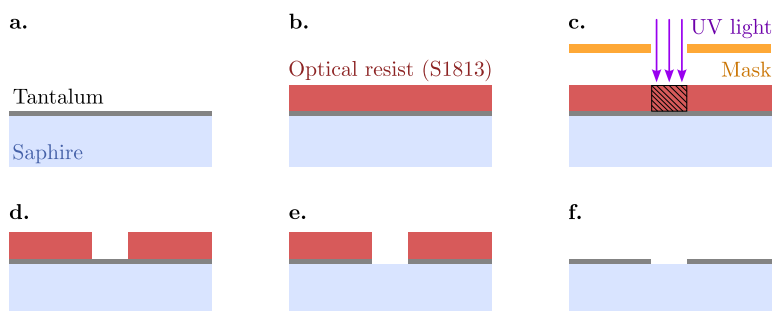 a.
b.
c.
UV light
Optical resist (S1813)
Mask
Tantalum
Saphire
d.
e.
f.